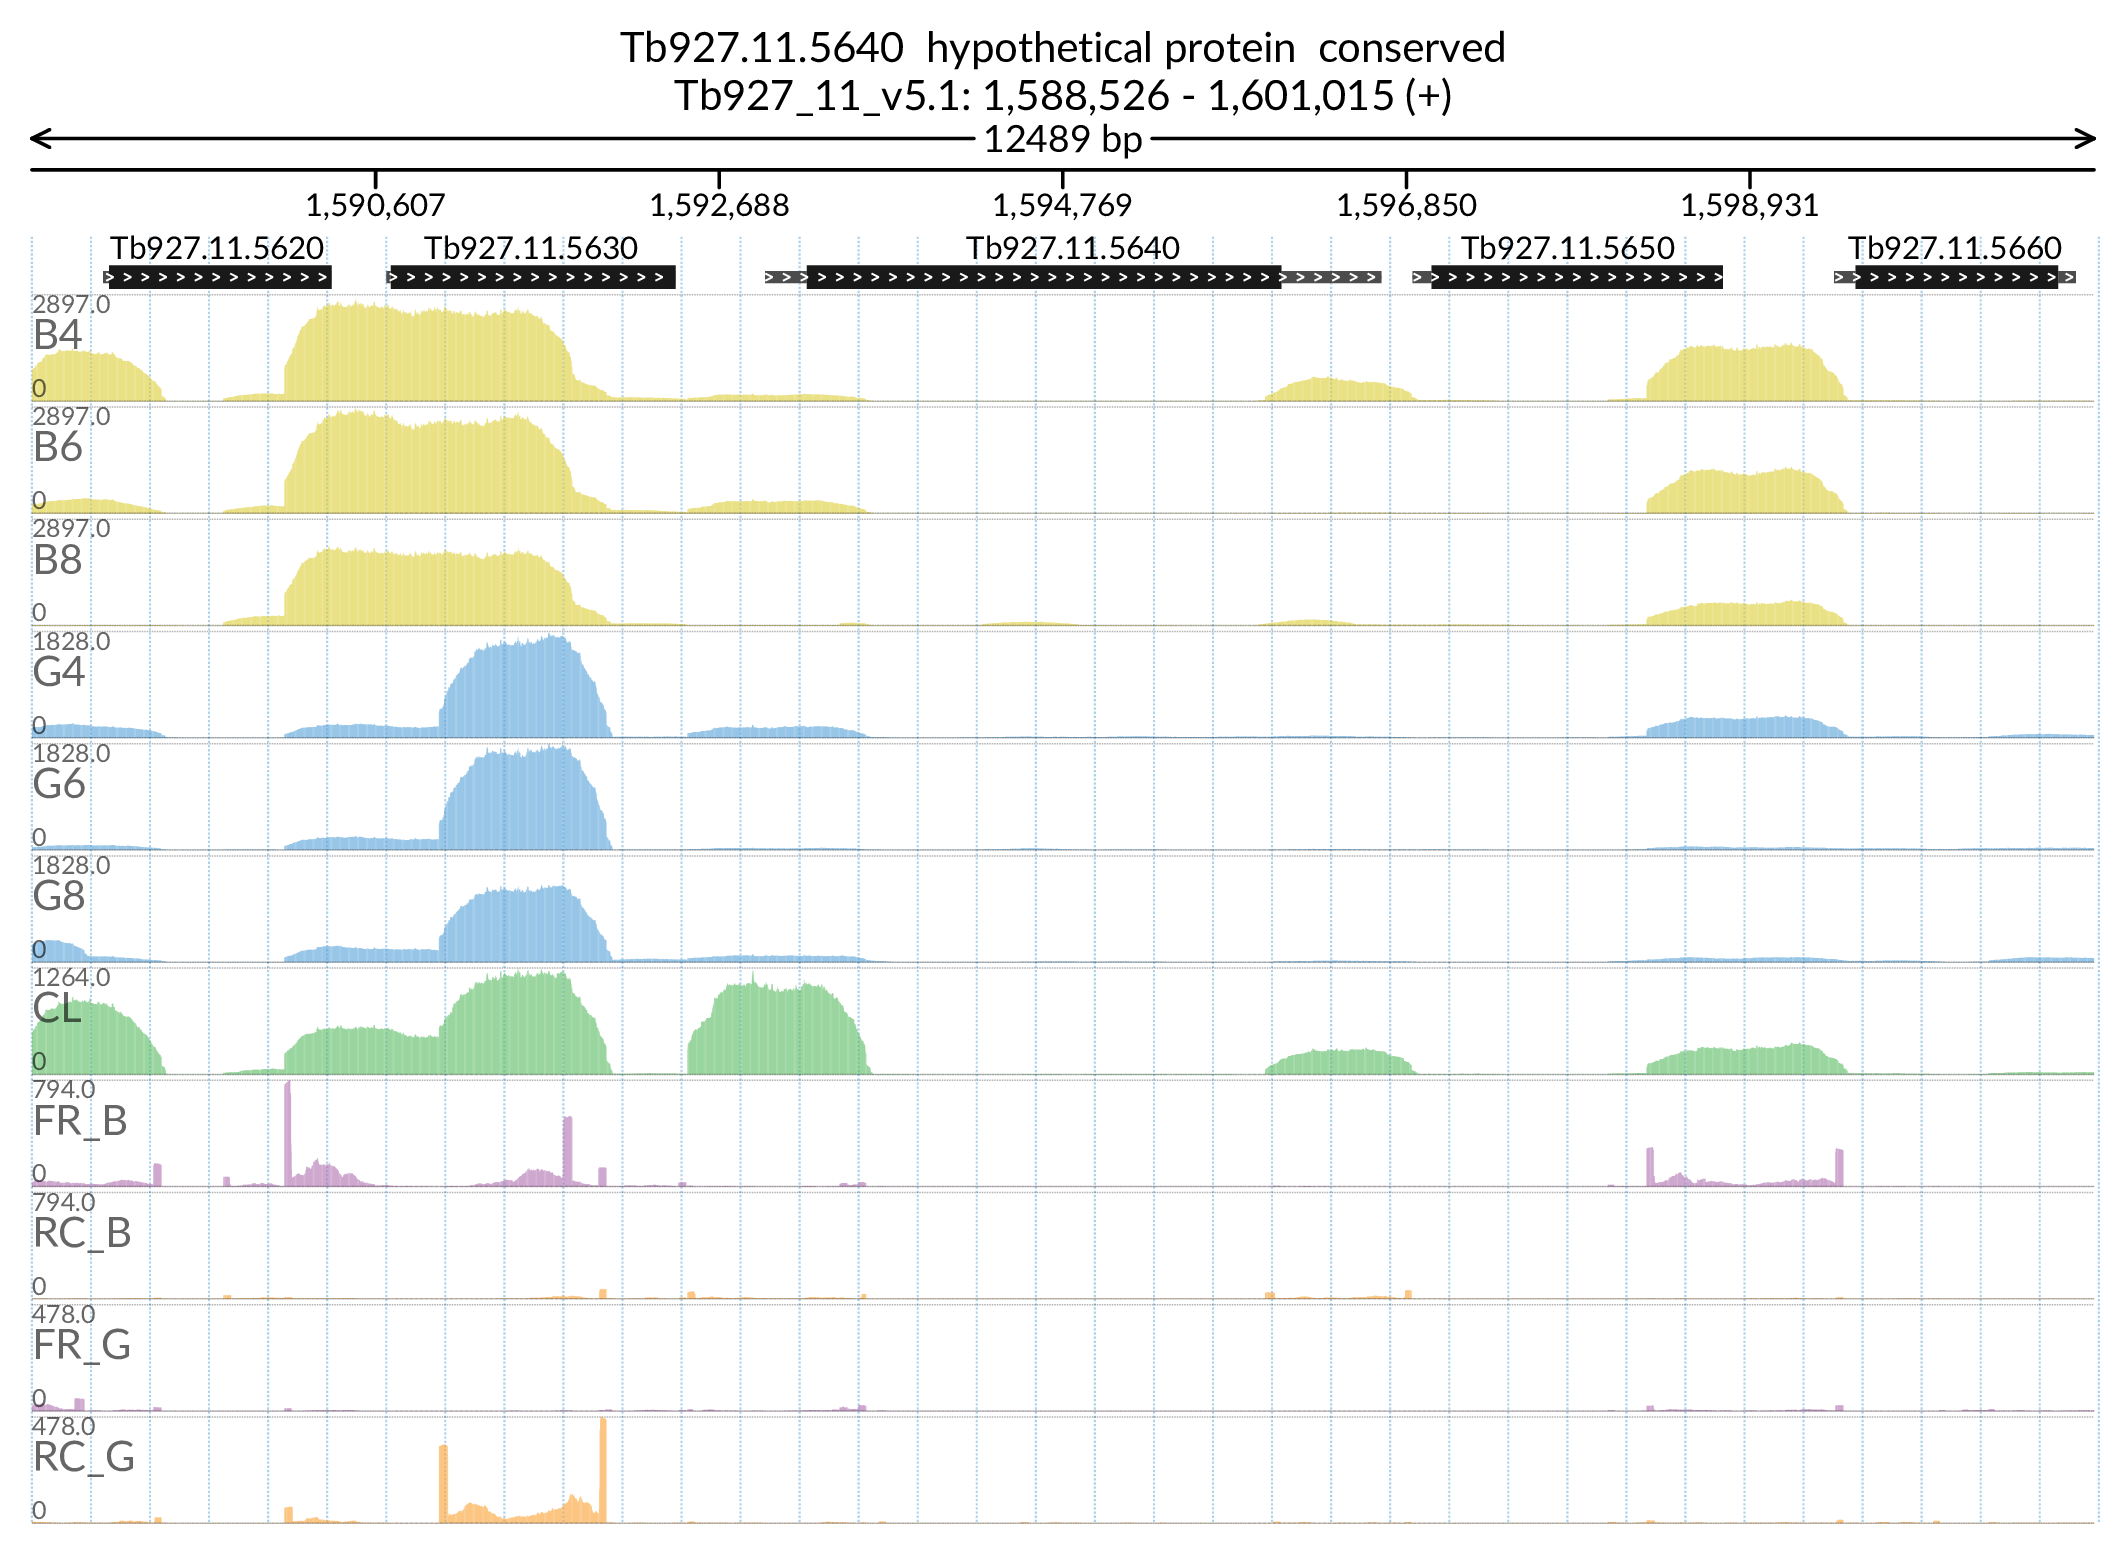 Tb927.11.5640 hypothetical protein conserved
Tb927_11_v5.1: 1,588,526 - 1,601,015 (+)
12489 bp
1,590,607 1,592,688 1,594,769 1,596,850 1,598,931
Tb927.11.5620 Tb927.11.5630 Tb927.11.5640 Tb927.11.5650 Tb927.11.5660
2897.0
B4
0
2897.0
B6
0
2897.0
B8
0
1828.0
G4
0
1828.0
G6
0
1828.0
G8
0
1264.0
CL
0
794.0
FR_B
0
794.0
RC_B
0
478.0
FR_G
0
478.0
RC_G
0